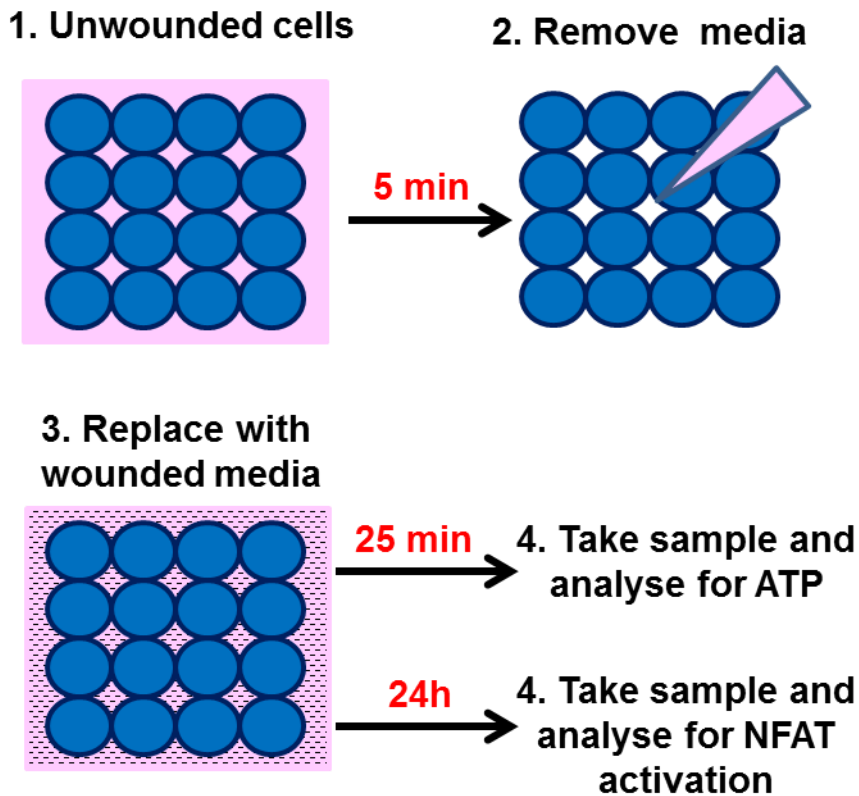 1. Unwounded cells
2. Remove media
5 min
3. Replace with
wounded media
25 min
4. Take sample and
analyse for ATP
24h
4. Take sample and
analyse for NFAT
activation